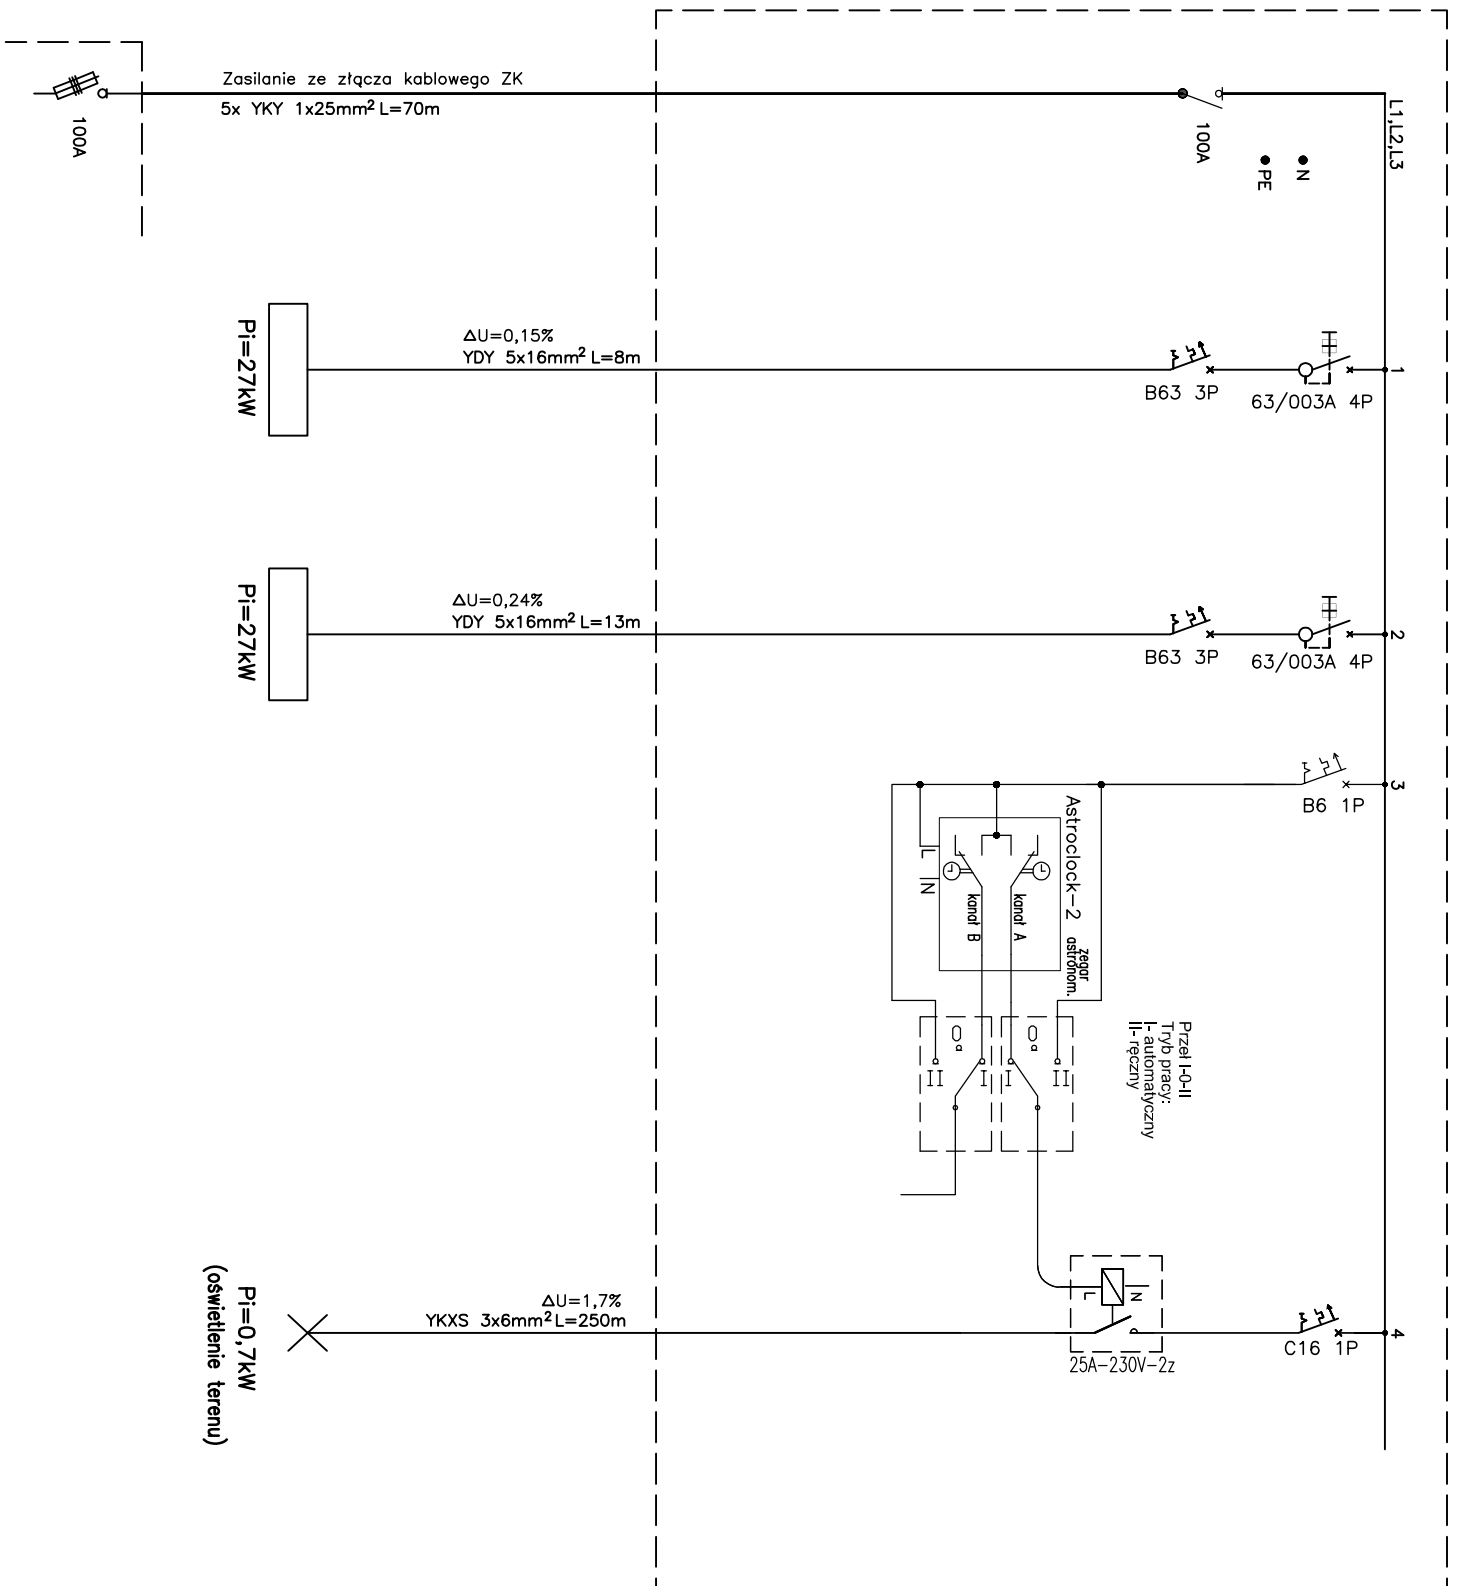 Zasilanie ze złącza kablowego ZK
5x YKY 1x25mm² L=70m
100A
100A
L1,L2,L3
N
PE
Pi=27kW
ΔU=0,15%
YDY 5x16mm² L=8m
B63 3P
63/003A 4P
1
Pi=27kW
ΔU=0,24%
YDY 5x16mm² L=13m
B63 3P
63/003A 4P
2
B6 1P
3
Astroclock-2
zegar
astronom.
L
N
kanał A
kanał B
Przeł I-0-II
Tryb pracy:
I- automatyczny
II- ręczny
0
0
II
I
I
II
Pi=0,7kW
(oświetlenie terenu)
ΔU=1,7%
YKXS 3x6mm² L=250m
L
N
25A-230V-2z
C16 1P
4